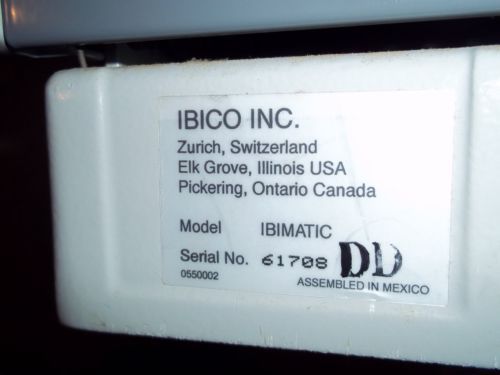 IBICO INC.
Zurich, Switzerland
Elk Grove, Illinois USA
Pickering, Ontario Canada
Model IBIMATIC
Serial No. 61708 DD
0550002
ASSEMBLED IN MEXICO